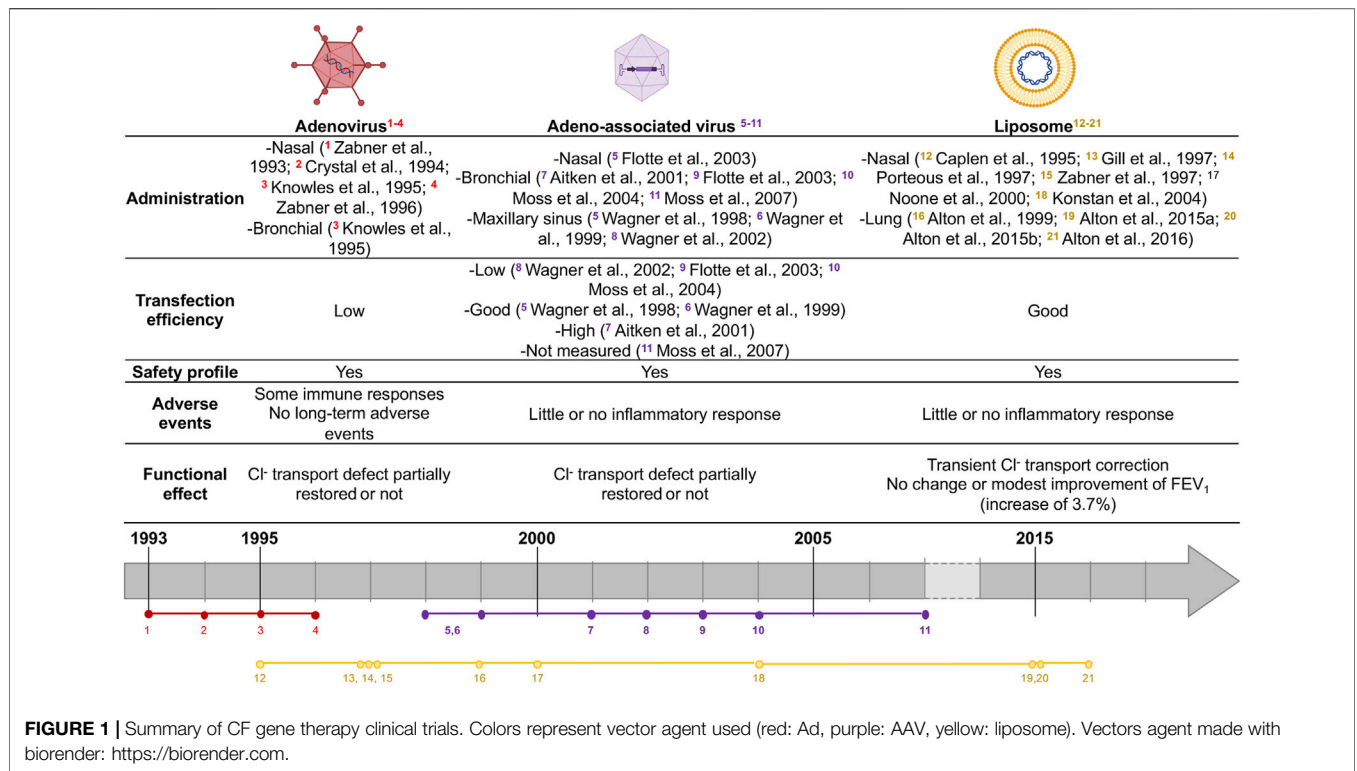 Adenovirus1-4
Adeno-associated virus 5-11
Liposome12-21
Administration
-Nasal (1 Zabner et al.,
1993; 2 Crystal et al., 1994;
3 Knowles et al., 1995; 4
Zabner et al., 1996)
-Bronchial (3 Knowles et al.,
1995)
-Nasal (5 Flotte et al., 2003)
-Bronchial (7 Aitken et al., 2001; 9 Flotte et al., 2003; 10
Moss et al., 2004; 11 Moss et al., 2007)
-Maxillary sinus (5 Wagner et al., 1998; 6 Wagner et
al., 1999; 8 Wagner et al., 2002)
-Nasal (12 Caplen et al., 1995; 13 Gill et al., 1997; 14
Porteous et al., 1997; 15 Zabner et al., 1997; 17
Noone et al., 2000; 18 Konstan et al., 2004)
-Lung (16 Alton et al., 1999; 19 Alton et al., 2015a; 20
Alton et al., 2015b; 21 Alton et al., 2016)
Transfection
efficiency
Low
-Low (8 Wagner et al., 2002; 9 Flotte et al., 2003; 10
Moss et al., 2004)
-Good (5 Wagner et al., 1998; 6 Wagner et al., 1999)
-High (7 Aitken et al., 2001)
-Not measured (11 Moss et al., 2007)
Good
Safety profile
Yes
Yes
Yes
Adverse
events
Some immune responses
No long-term adverse
events
Little or no inflammatory response
Little or no inflammatory response
Functional
effect
Cl- transport defect partially
restored or not
Cl- transport defect partially
restored or not
Transient Cl- transport correction
No change or modest improvement of FEV1
(increase of 3.7%)
1993 1995 2000 2005 2015
1 2 3 4 5,6 7 8 9 10 11
12 13, 14, 15 16 17 18 19,20 21
FIGURE 1 | Summary of CF gene therapy clinical trials. Colors represent vector agent used (red: Ad, purple: AAV, yellow: liposome). Vectors agent made with
biorender: https://biorender.com.